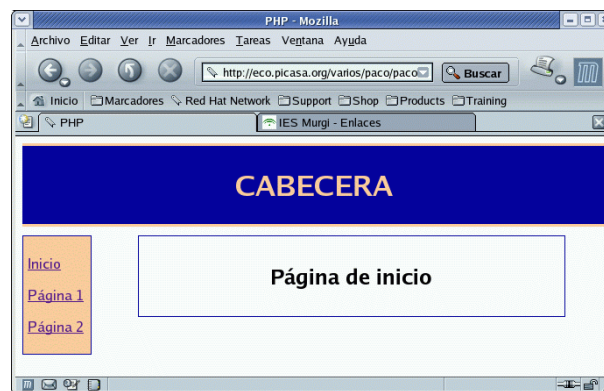 PHP - Mozilla
Archivo Editar Ver Ir Marcadores Tareas Ventana Ayuda
http://eco.picasa.org/varios/paco/paco
Buscar
Inicio Marcadores Red Hat Network Support Shop Products Training
PHP IES Murgi - Enlaces
CABECERA
Inicio
Página 1
Página 2
Página de inicio